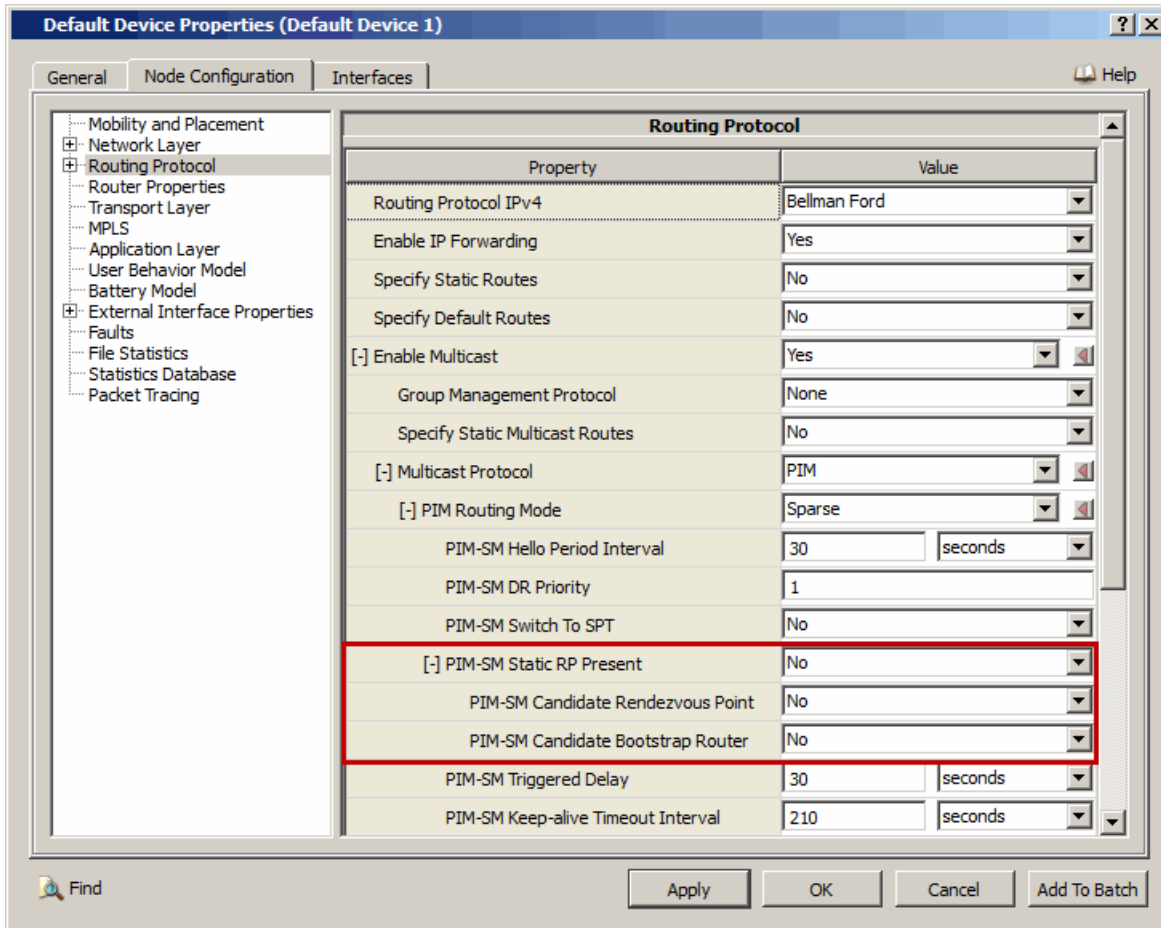 Default Device Properties (Default Device 1)
General Node Configuration Interfaces Help
Mobility and Placement
Network Layer
Routing Protocol
Router Properties
Transport Layer
MPLS
Application Layer
User Behavior Model
Battery Model
External Interface Properties
Faults
File Statistics
Statistics Database
Packet Tracing
Routing Protocol
Property Value
Routing Protocol IPv4 Bellman Ford
Enable IP Forwarding Yes
Specify Static Routes No
Specify Default Routes No
[-] Enable Multicast Yes
Group Management Protocol None
Specify Static Multicast Routes No
[-] Multicast Protocol PIM
[-] PIM Routing Mode Sparse
PIM-SM Hello Period Interval 30 seconds
PIM-SM DR Priority 1
PIM-SM Switch To SPT No
[-] PIM-SM Static RP Present No
PIM-SM Candidate Rendezvous Point No
PIM-SM Candidate Bootstrap Router No
PIM-SM Triggered Delay 30 seconds
PIM-SM Keep-alive Timeout Interval 210 seconds
Find Apply OK Cancel Add To Batch